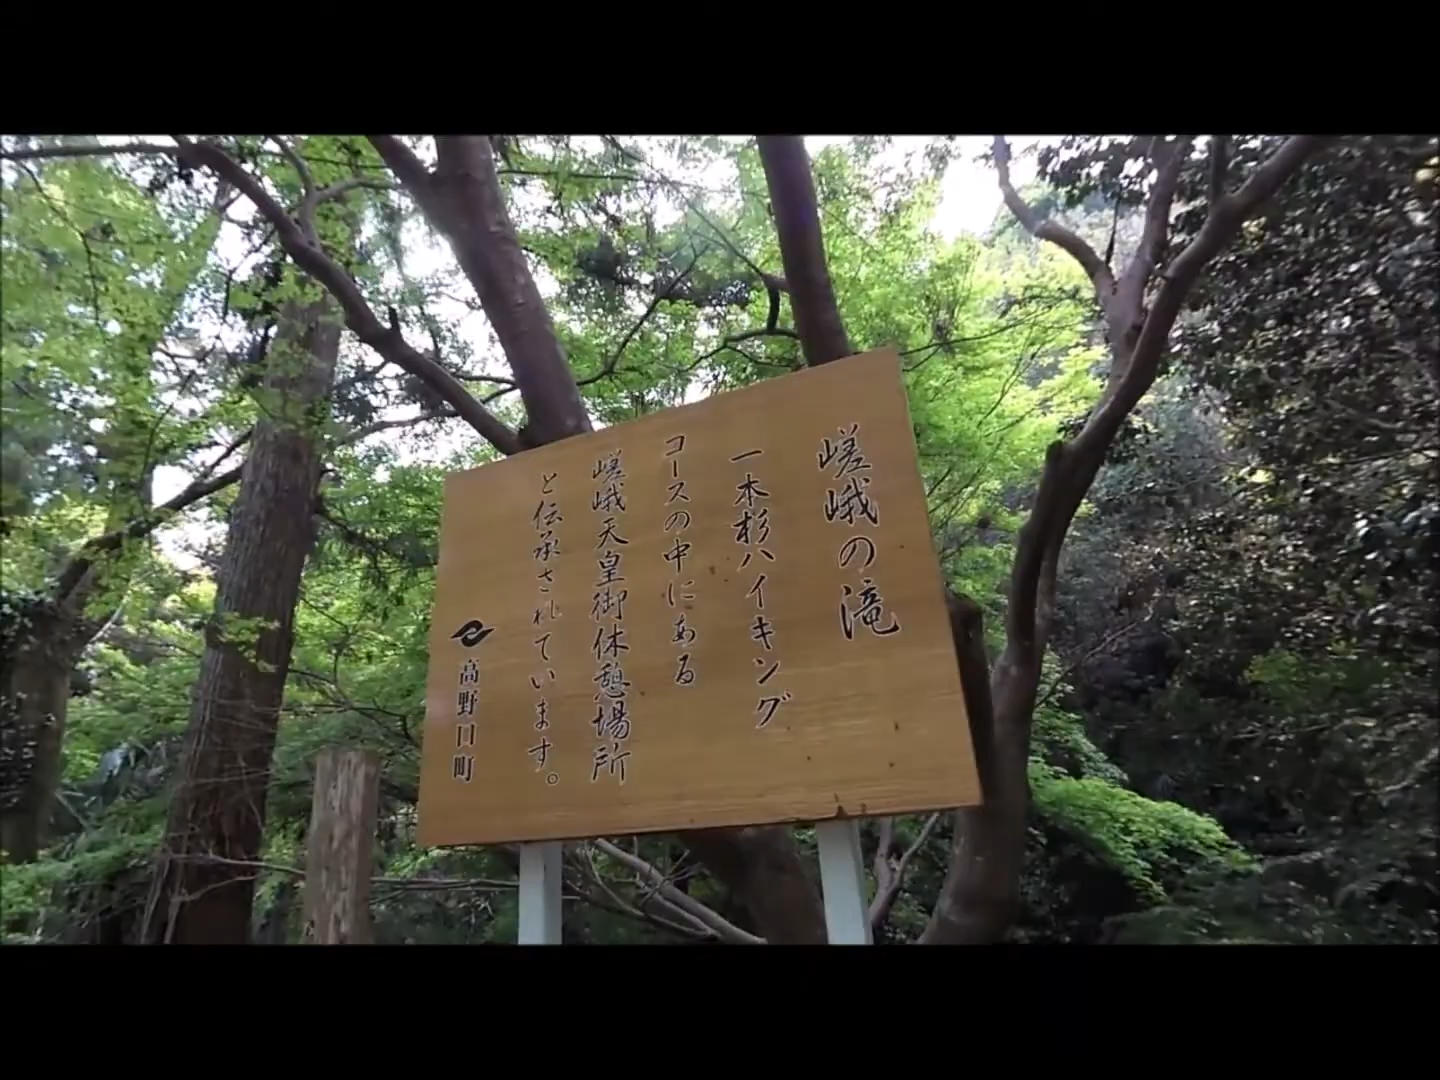 嵯峨の滝
一本杉ハイキング
コースの中にある
嵯峨天皇御休憩場所
と伝承されています。
高野口町